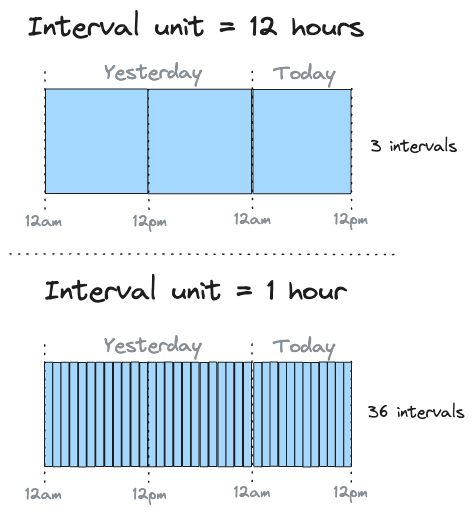 Interval unit = 12 hours
Yesterday Today
3 intervals
12am 12pm 12am 12pm
Interval unit = 1 hour
Yesterday Today
36 intervals
12am 12pm 12am 12pm